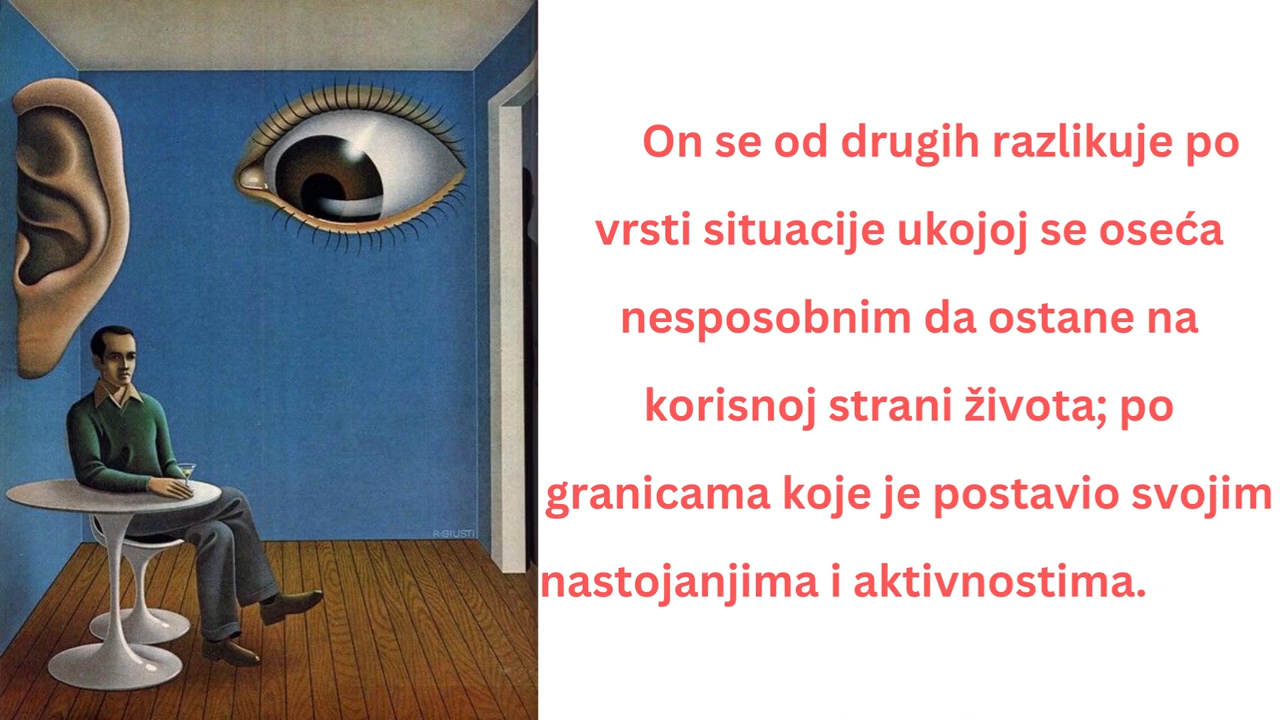 On se od drugih razlikuje po
vrsti situacije ukojoj se oseća
nesposobnim da ostane na
korisnoj strani života; po
granicama koje je postavio svojim
nastojanjima i aktivnostima.
R·GIUSTI